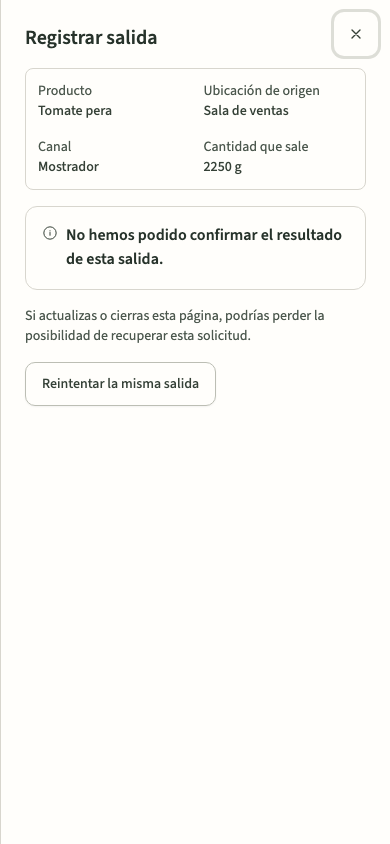 Registrar salida
Producto
Tomate pera
Ubicación de origen
Sala de ventas
Canal
Mostrador
Cantidad que sale
2250 g
No hemos podido confirmar el resultado
de esta salida.
Si actualizas o cierras esta página, podrías perder la
posibilidad de recuperar esta solicitud.
Reintentar la misma salida